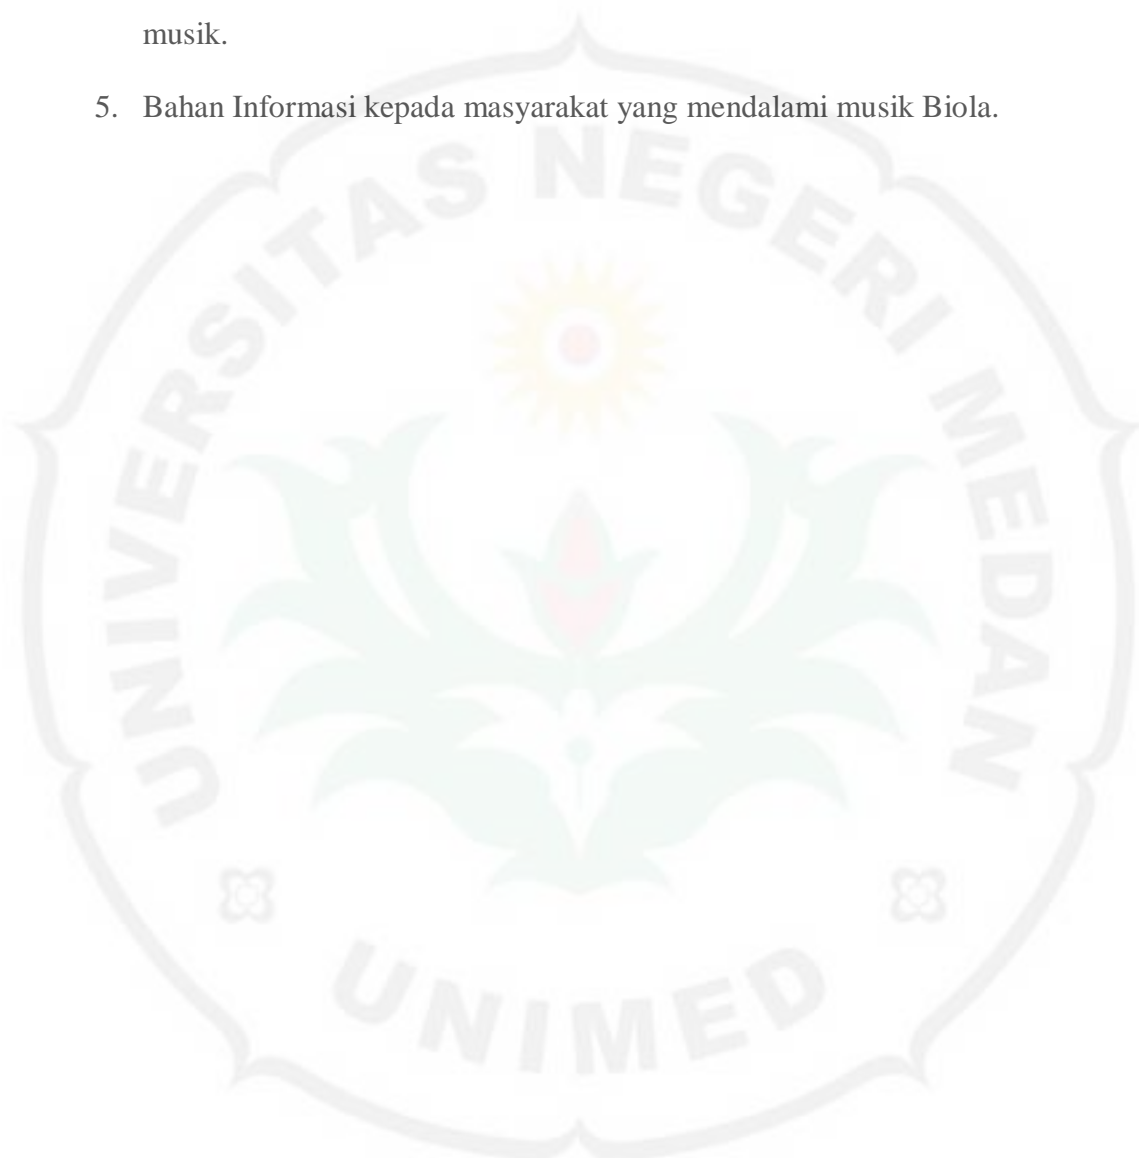 musik.
5. Bahan Informasi kepada masyarakat yang mendalami musik Biola.
UNIVERSITAS NEGERI MEDAN
UNIMED